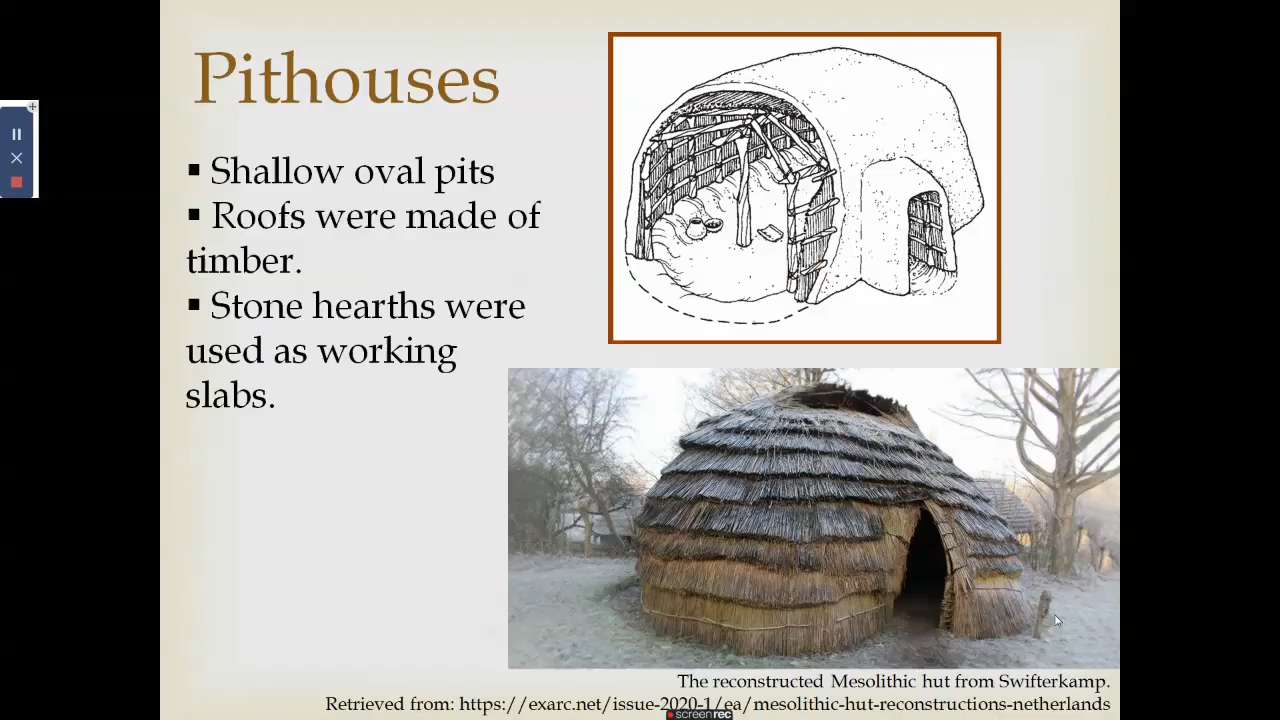 Pithouses
▪ Shallow oval pits
▪ Roofs were made of
timber.
▪ Stone hearths were
used as working
slabs.
The reconstructed Mesolithic hut from Swifterkamp.
Retrieved from: https://exarc.net/issue-2020-1/ea/mesolithic-hut-reconstructions-netherlands
screenrec